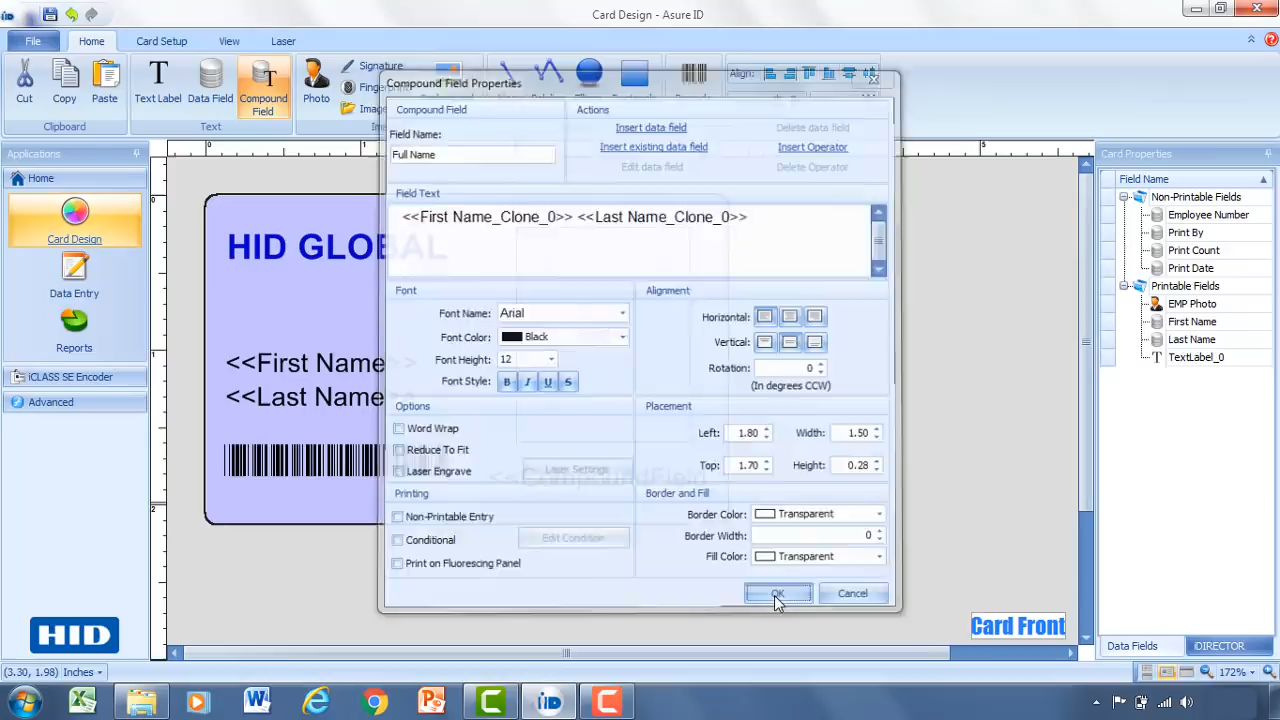 Card Design - Asure ID
File
Home
Card Setup
View
Laser
Cut
Copy
Paste
Clipboard
Text Label
Data Field
Compound
Field
Text
Photo
Signature
Align:
Compound Field Properties
Compound Field
Actions
Field Name:
Full Name
Insert data field
Delete data field
Insert existing data field
Insert Operator
Edit data field
Delete Operator
Field Text
<<First Name_Clone_0>> <<Last Name_Clone_0>>
Font
Alignment
Font Name:
Arial
Font Color:
Black
Font Height:
12
Font Style:
B I U S
Horizontal:
Vertical:
Rotation:
0
(In degrees CCW)
Options
Word Wrap
Reduce To Fit
Laser Engrave
Laser Settings
Placement
Left:
1.80
Width:
1.50
Top:
1.70
Height:
0.28
Printing
Non-Printable Entry
Conditional
Edit Condition
Print on Fluorescing Panel
Border and Fill
Border Color:
Transparent
Border Width:
0
Fill Color:
Transparent
OK
Cancel
Applications
Home
Card Design
Data Entry
Reports
iCLASS SE Encoder
Advanced
HID
HID GLOBAL
<<First Name
<<Last Name
0
1
5
0
1
2
Card Front
Card Properties
Field Name
Non-Printable Fields
Employee Number
Print By
Print Count
Print Date
Printable Fields
EMP Photo
First Name
Last Name
TextLabel_0
Data Fields
iDIRECTOR
(3.30, 1.98) Inches
172%